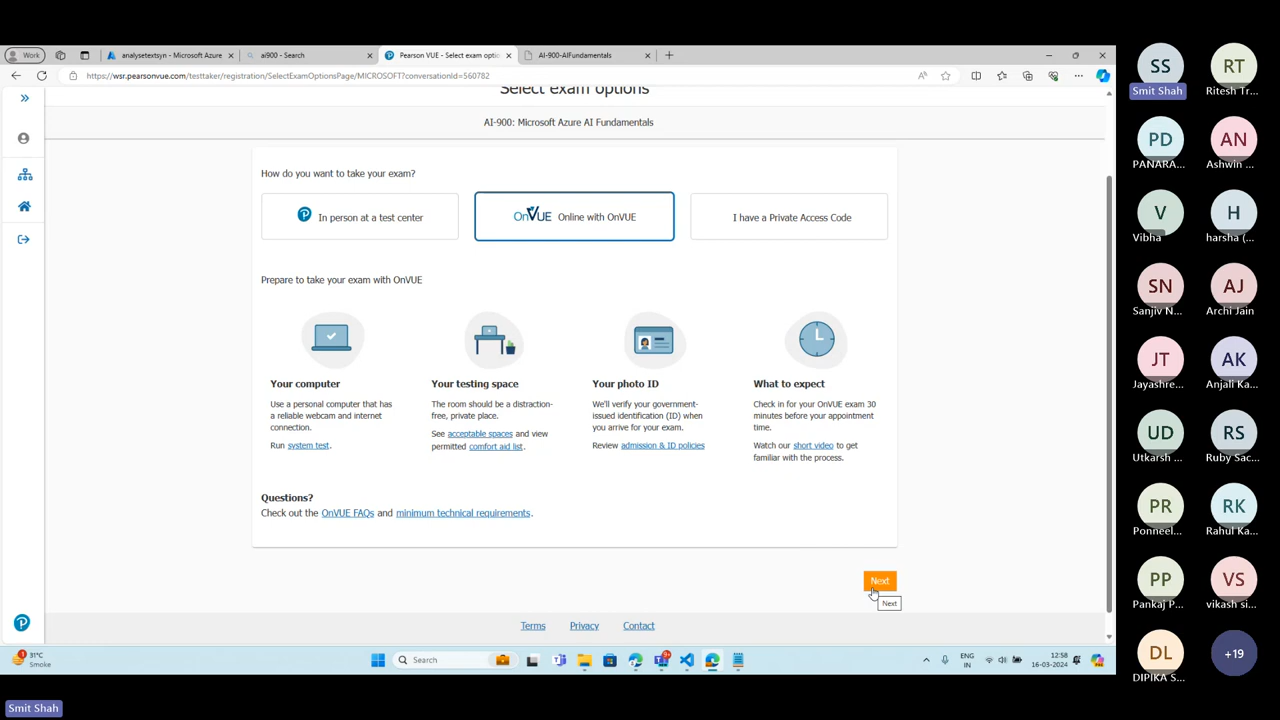 Work
analysetextsyn - Microsoft Azure
ai900 - Search
Pearson VUE - Select exam optio
AI-900-AIFundamentals
https://wsr.pearsonvue.com/testtaker/registration/SelectExamOptionsPage/MICROSOFT?conversationId=560782
Select exam options
AI-900: Microsoft Azure AI Fundamentals
How do you want to take your exam?
In person at a test center
OnVUE Online with OnVUE
I have a Private Access Code
Prepare to take your exam with OnVUE
Your computer
Use a personal computer that has
a reliable webcam and internet
connection.
Run system test.
Your testing space
The room should be a distraction-
free, private place.
See acceptable spaces and view
permitted comfort aid list.
Your photo ID
We'll verify your government-
issued identification (ID) when
you arrive for your exam.
Review admission & ID policies
What to expect
Check in for your OnVUE exam 30
minutes before your appointment
time.
Watch our short video to get
familiar with the process.
Questions?
Check out the OnVUE FAQs and minimum technical requirements.
Next
Next
Terms
Privacy
Contact
1
31°C
Smoke
Search
9+
ENG
IN
12:58
16-03-2024
Smit Shah
SS
Smit Shah
RT
Ritesh Tr...
PD
PANARA...
AN
Ashwin ...
V
Vibha
H
harsha (...
SN
Sanjiv N...
AJ
Archi Jain
JT
Jayashre...
AK
Anjali Ka...
UD
Utkarsh ...
RS
Ruby Sac...
PR
Ponneel...
RK
Rahul Ka...
PP
Pankaj P...
VS
vikash si...
DL
DIPIKA S...
+19